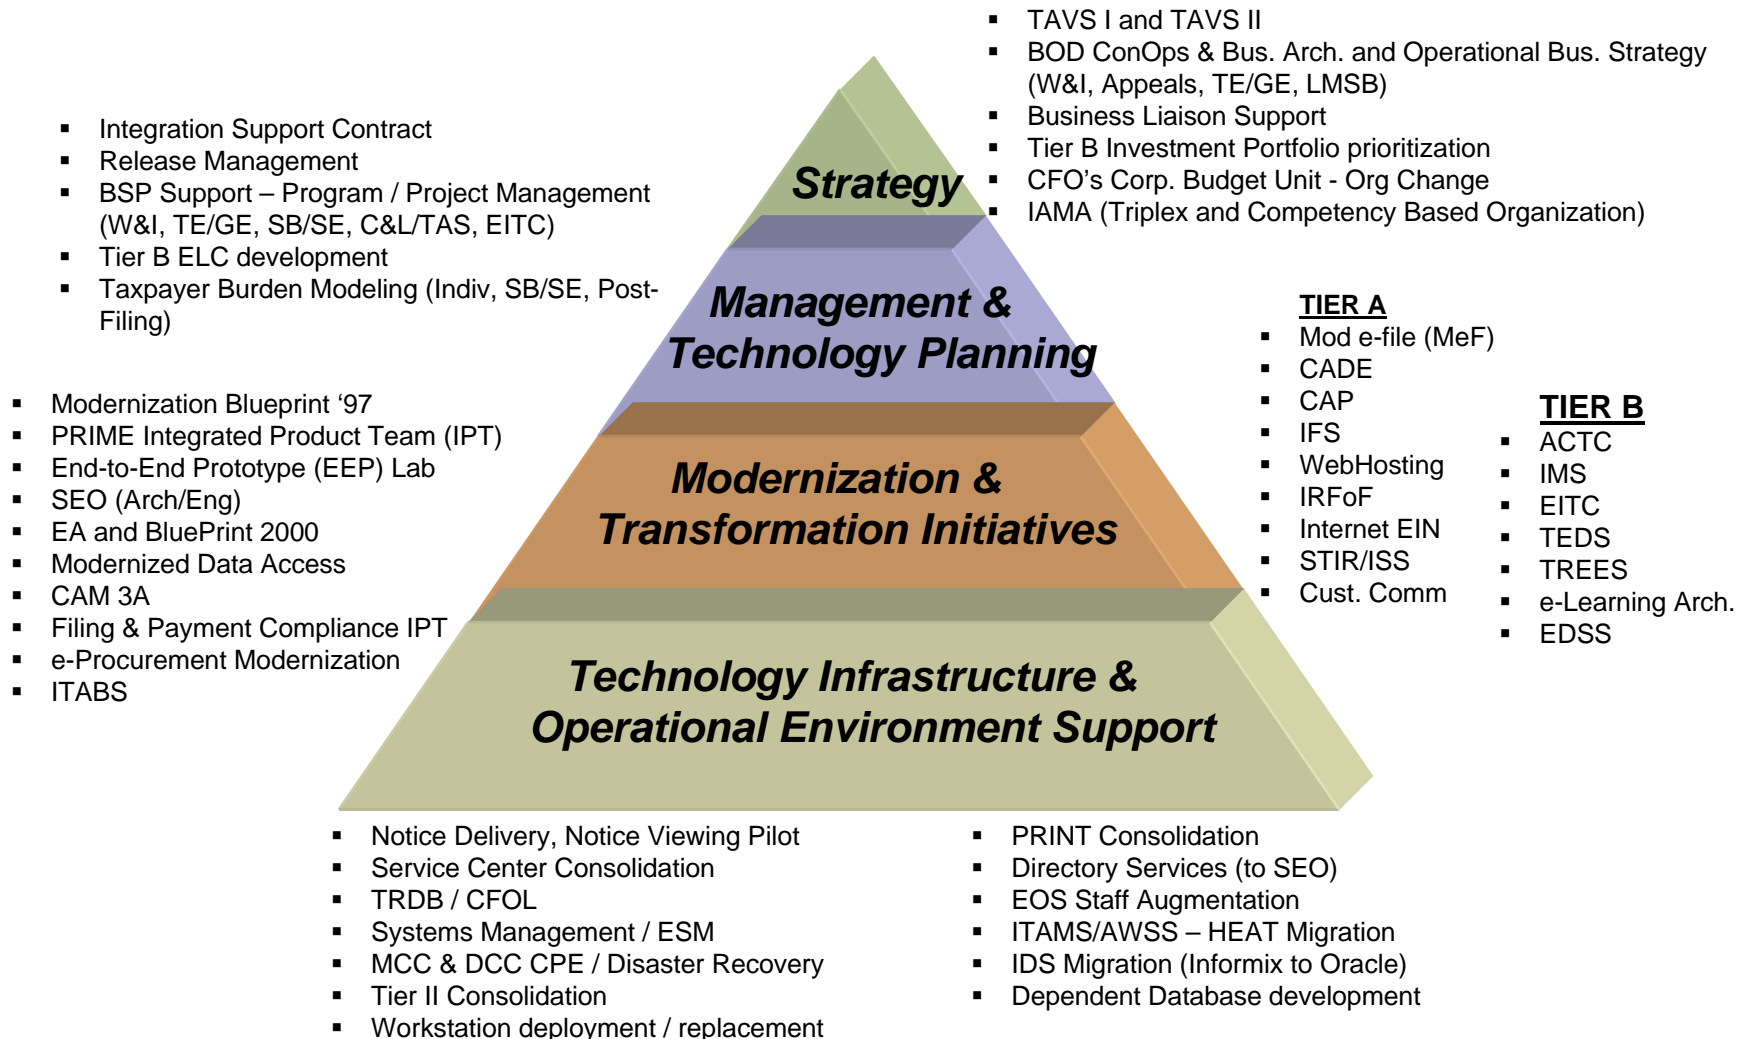 ▪ TAVS I and TAVS II
▪ BOD ConOps & Bus. Arch. and Operational Bus. Strategy
(W&I, Appeals, TE/GE, LMSB)
▪ Business Liaison Support
▪ Tier B Investment Portfolio prioritization
▪ CFO’s Corp. Budget Unit - Org Change
▪ IAMA (Triplex and Competency Based Organization)
▪ Integration Support Contract
▪ Release Management
▪ BSP Support – Program / Project Management
(W&I, TE/GE, SB/SE, C&L/TAS, EITC)
▪ Tier B ELC development
▪ Taxpayer Burden Modeling (Indiv, SB/SE, Post-
Filing)
Strategy
Management &
Technology Planning
Modernization &
Transformation Initiatives
Technology Infrastructure &
Operational Environment Support
▪ Modernization Blueprint ‘97
▪ PRIME Integrated Product Team (IPT)
▪ End-to-End Prototype (EEP) Lab
▪ SEO (Arch/Eng)
▪ EA and BluePrint 2000
▪ Modernized Data Access
▪ CAM 3A
▪ Filing & Payment Compliance IPT
▪ e-Procurement Modernization
▪ ITABS
TIER A
▪ Mod e-file (MeF)
▪ CADE
▪ CAP
▪ IFS
▪ WebHosting
▪ IRFoF
▪ Internet EIN
▪ STIR/ISS
▪ Cust. Comm
TIER B
▪ ACTC
▪ IMS
▪ EITC
▪ TEDS
▪ TREES
▪ e-Learning Arch.
▪ EDSS
▪ Notice Delivery, Notice Viewing Pilot
▪ Service Center Consolidation
▪ TRDB / CFOL
▪ Systems Management / ESM
▪ MCC & DCC CPE / Disaster Recovery
▪ Tier II Consolidation
▪ Workstation deployment / replacement
▪ PRINT Consolidation
▪ Directory Services (to SEO)
▪ EOS Staff Augmentation
▪ ITAMS/AWSS – HEAT Migration
▪ IDS Migration (Informix to Oracle)
▪ Dependent Database development